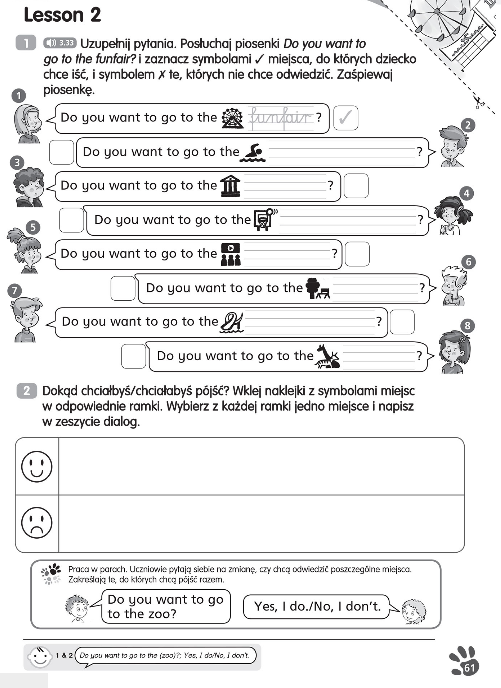 Lesson 2
1 3.33 Uzupełnij pytania. Posłuchaj piosenki Do you want to
go to the funfair? i zaznacz symbolami ✓ miejsca, do których dziecko
chce iść, i symbolem ✗ te, których nie chce odwiedzić. Zaśpiewaj
piosenkę.
1
Do you want to go to the funfair ? ✓
2
Do you want to go to the ?
3
Do you want to go to the ?
4
Do you want to go to the ?
5
Do you want to go to the ?
6
Do you want to go to the ?
7
Do you want to go to the ?
8
Do you want to go to the ?
2 Dokąd chciałbyś/chciałabyś pójść? Wklej naklejki z symbolami miejsc
w odpowiednie ramki. Wybierz z każdej ramki jedno miejsce i napisz
w zeszycie dialog.
Praca w parach. Uczniowie pytają siebie na zmianę, czy chcą odwiedzić poszczególne miejsca.
Zakreślają te, do których chcą pójść razem.
Do you want to go
to the zoo?
Yes, I do./No, I don't.
1 & 2 Do you want to go to the (zoo)?; Yes, I do/No, I don't.
61